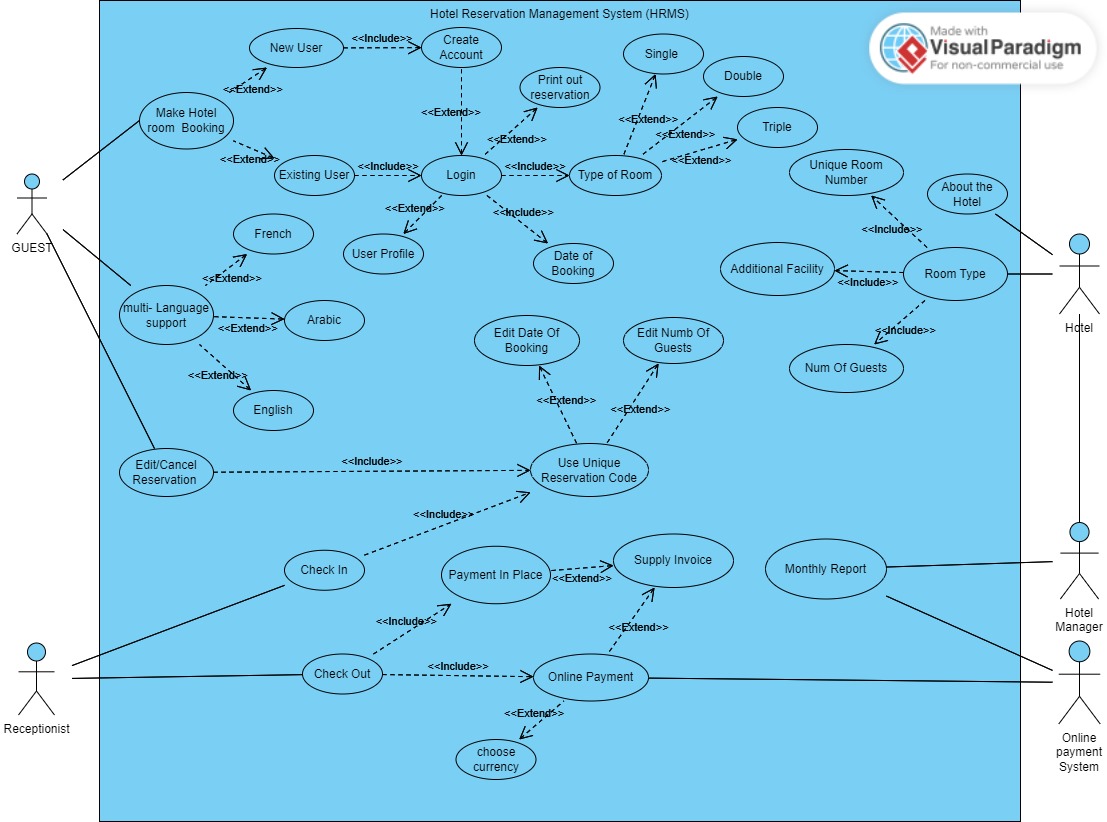 Hotel Reservation Management System (HRMS)
Made with
VisualParadigm
For non-commercial use
New User
<<Include>>
Create
Account
<<Extend>>
Make Hotel
room  Booking
<<Extend>>
Existing User
<<Include>>
<<Extend>>
Login
Print out
reservation
<<Extend>>
<<Include>>
Type of Room
Single
<<Extend>>
Double
<<Extend>>
Triple
<<Extend>>
<<Extend>>
User Profile
<<Include>>
Date of
Booking
Unique Room
Number
<<Include>>
About the
Hotel
Additional Facility
<<Include>>
Room Type
<<Include>>
Num Of Guests
Hotel
GUEST
French
<<Extend>>
multi- Language
support
<<Extend>>
Arabic
<<Extend>>
English
Edit Date Of
Booking
Edit Numb Of
Guests
<<Extend>>
<<Extend>>
Edit/Cancel
Reservation
<<Include>>
Use Unique
Reservation Code
<<Include>>
Check In
Payment In Place
<<Extend>>
Supply Invoice
Monthly Report
Hotel
Manager
<<Include>>
<<Extend>>
Check Out
<<Include>>
Online Payment
<<Extend>>
choose
currency
Receptionist
Online
payment
System